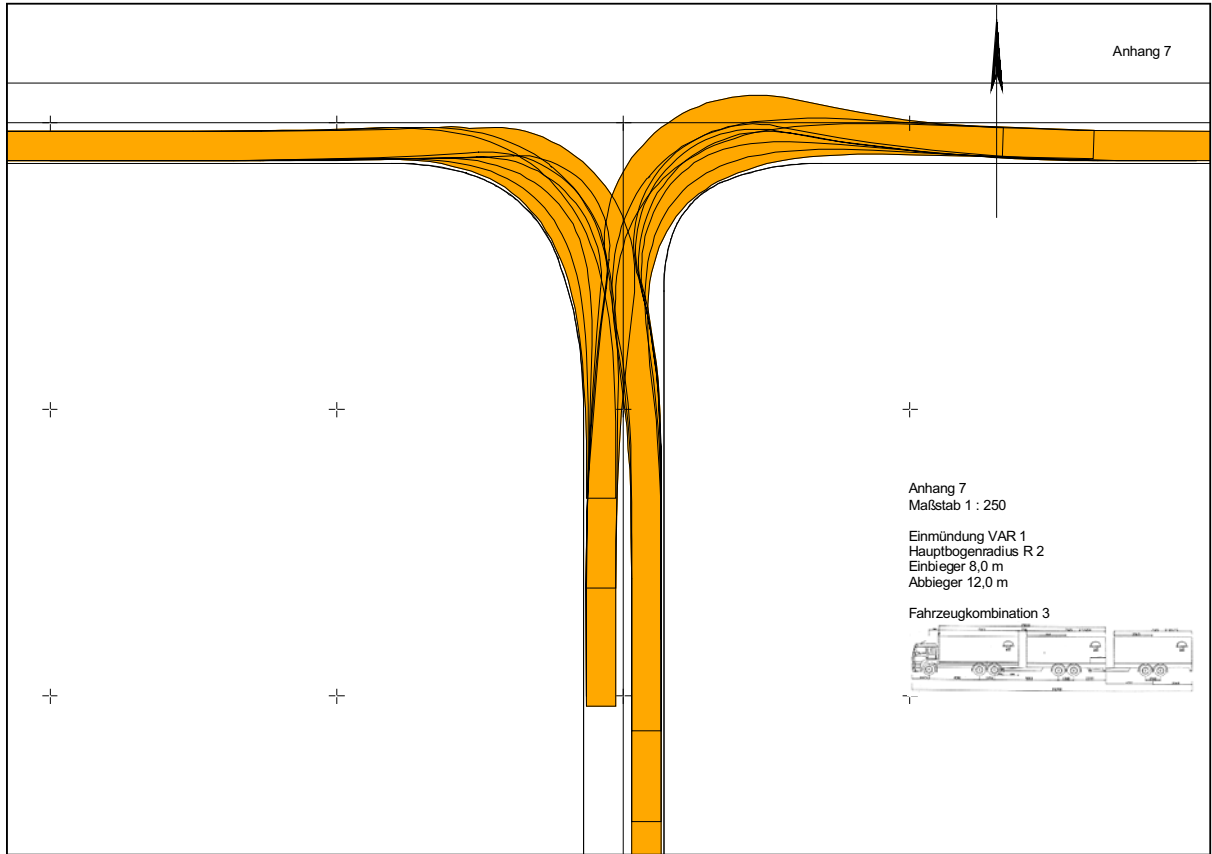 Anhang 7
Anhang 7
Maßstab 1 : 250
Einmündung VAR 1
Hauptbogenradius R 2
Einbieger 8,0 m
Abbieger 12,0 m
Fahrzeugkombination 3